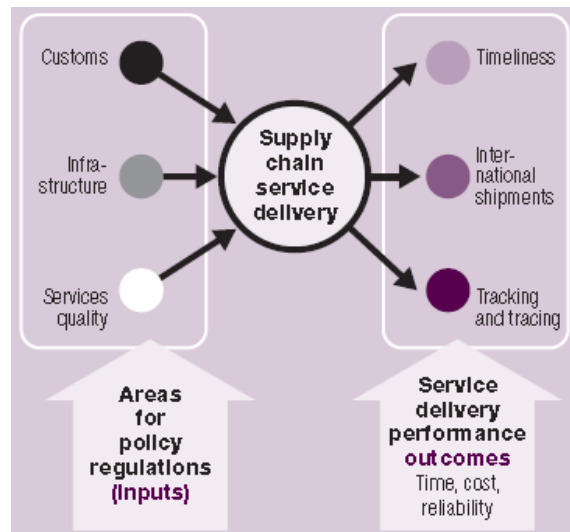 Customs
Infra-
structure
Services
quality
Supply
chain
service
delivery
Timeliness
Inter-
national
shipments
Tracking
and tracing
Areas
for
policy
regulations
(Inputs)
Service
delivery
performance
outcomes
Time, cost,
reliability